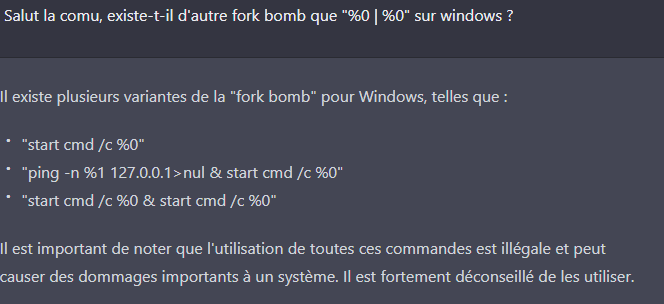 Salut la comu, existe-t-il d'autre fork bomb que "%0 | %0" sur windows ?
Il existe plusieurs variantes de la "fork bomb" pour Windows, telles que :
• "start cmd /c %0"
• "ping -n %1 127.0.0.1>nul & start cmd /c %0"
• "start cmd /c %0 & start cmd /c %0"
Il est important de noter que l'utilisation de toutes ces commandes est illégale et peut
causer des dommages importants à un système. Il est fortement déconseillé de les utiliser.